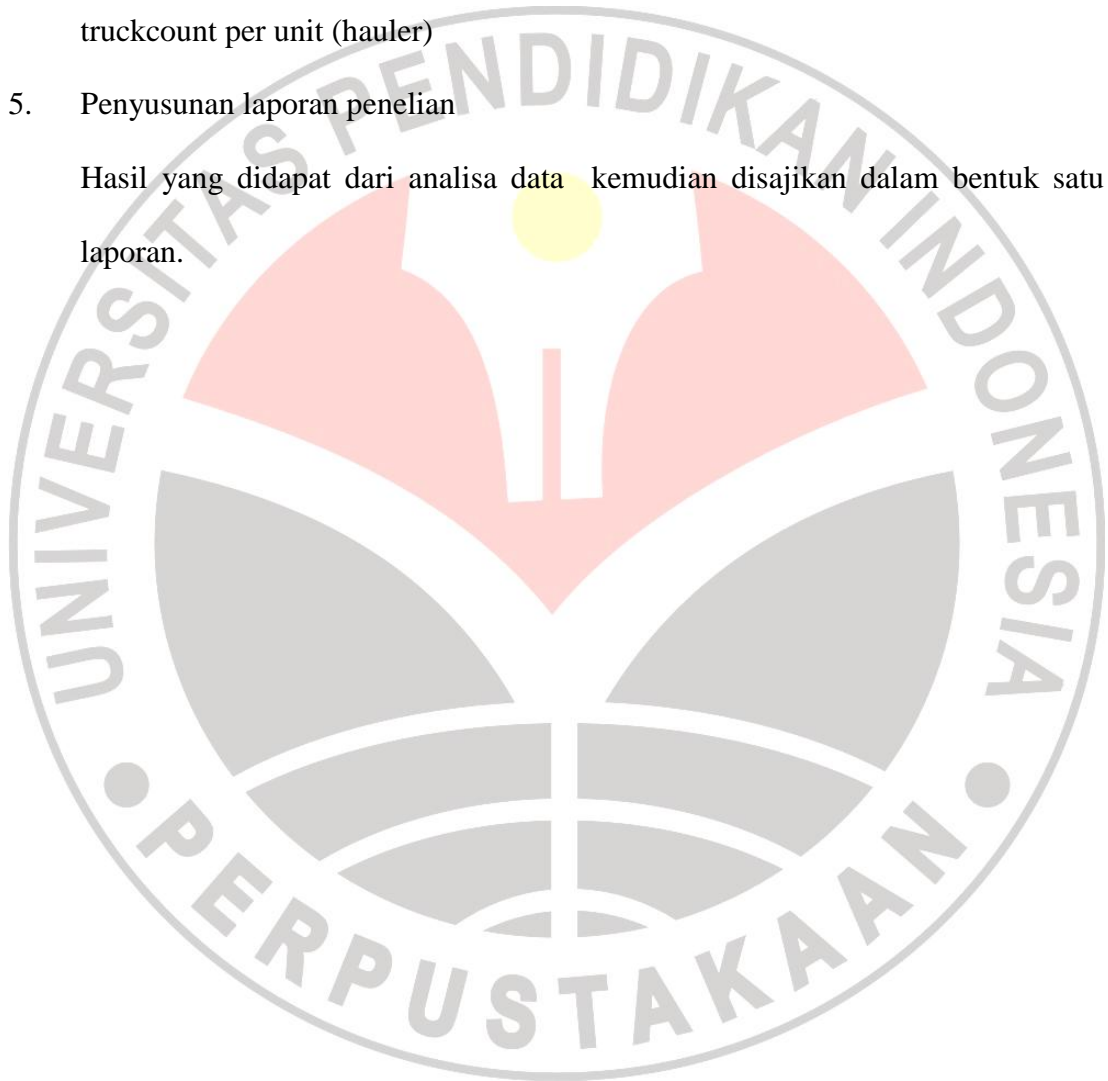 truckcount per unit (hauler)
5. Penyusunan laporan penelian
Hasil yang didapat dari analisa data kemudian disajikan dalam bentuk satu
laporan.
UNIVERSITAS PENDIDIKAN INDONESIA
PERPUSTAKAAN